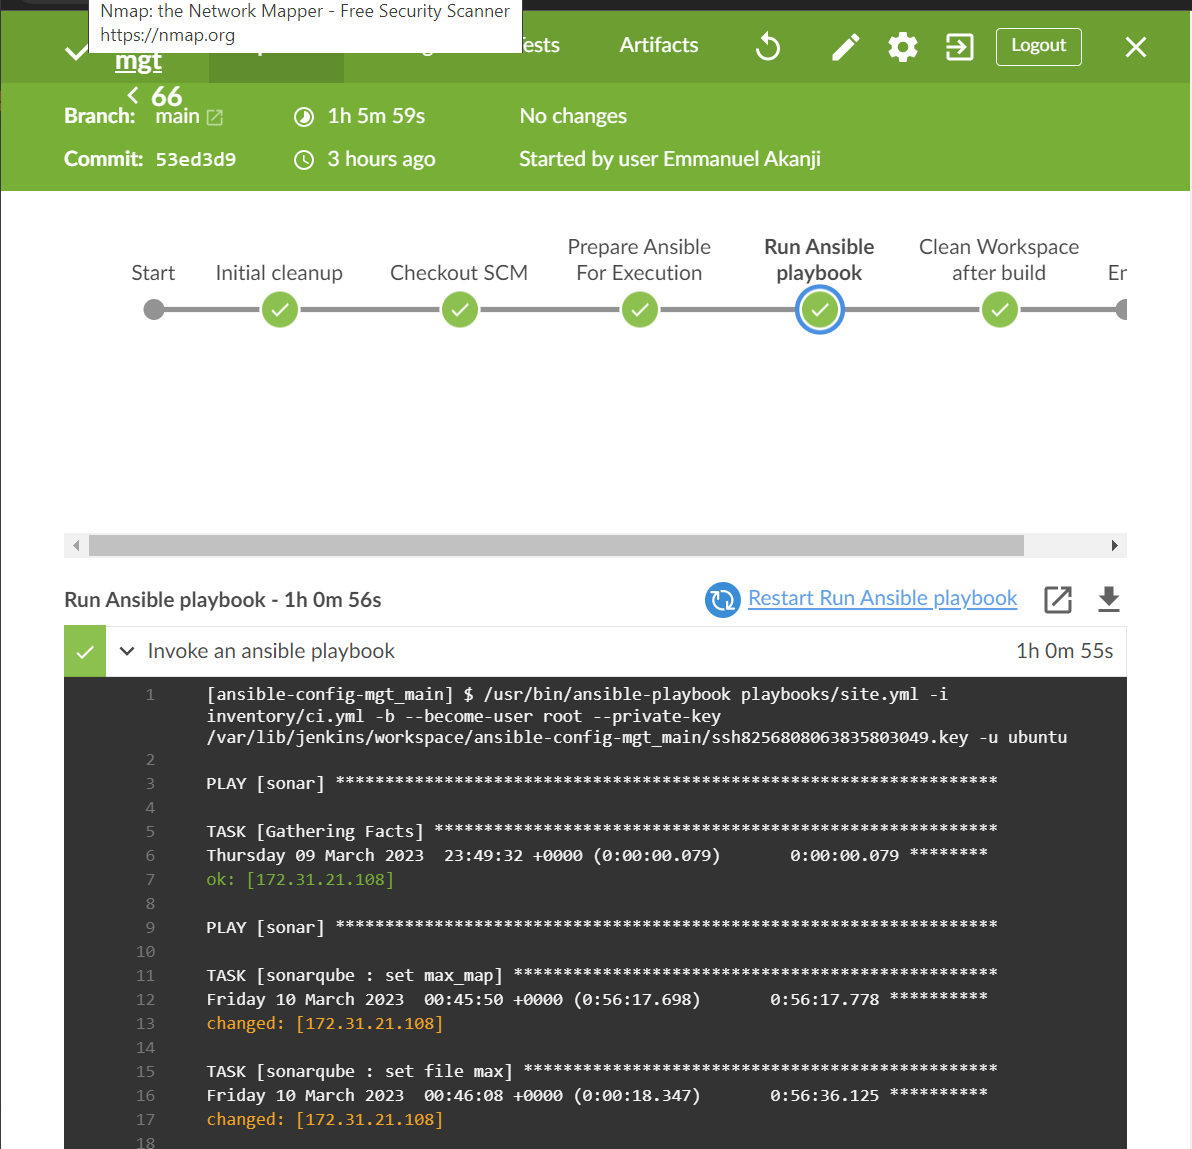 Nmap: the Network Mapper - Free Security Scanner
https://nmap.org
mgt
Artifacts
Logout
66
Branch: main
1h 5m 59s
No changes
Commit: 53ed3d9
3 hours ago
Started by user Emmanuel Akanji
Start
Initial cleanup
Checkout SCM
Prepare Ansible
For Execution
Run Ansible
playbook
Clean Workspace
after build
Run Ansible playbook - 1h 0m 56s
Restart Run Ansible playbook
Invoke an ansible playbook
1h 0m 55s
1 [ansible-config-mgt_main] $ /usr/bin/ansible-playbook playbooks/site.yml -i
inventory/ci.yml -b --become-user root --private-key
/var/lib/jenkins/workspace/ansible-config-mgt_main/ssh8256808063835803049.key -u ubuntu
2
3 PLAY [sonar] *******************************************************************
4
5 TASK [Gathering Facts] *********************************************************
6 Thursday 09 March 2023  23:49:32 +0000 (0:00:00.079)       0:00:00.079 ********
7 ok: [172.31.21.108]
8
9 PLAY [sonar] *******************************************************************
10
11 TASK [sonarqube : set max_map] *************************************************
12 Friday 10 March 2023  00:45:50 +0000 (0:56:17.698)       0:56:17.778 **********
13 changed: [172.31.21.108]
14
15 TASK [sonarqube : set file max] ************************************************
16 Friday 10 March 2023  00:46:08 +0000 (0:00:18.347)       0:56:36.125 **********
17 changed: [172.31.21.108]
18